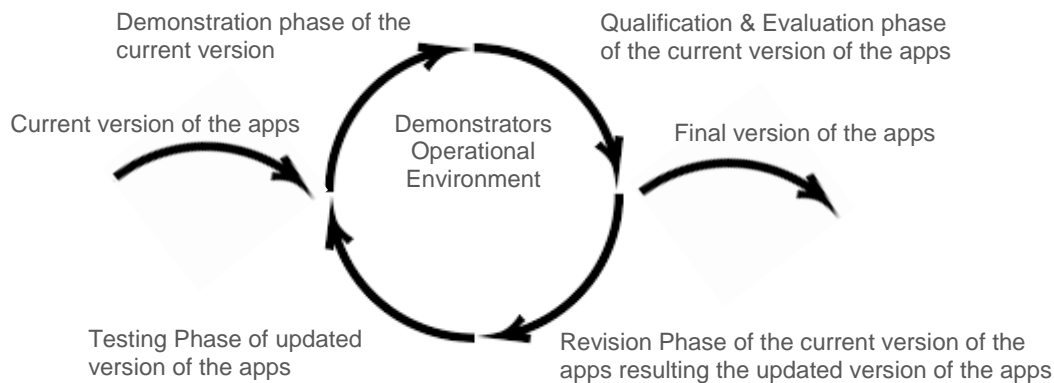 Demonstration phase of the
current version
Qualification & Evaluation phase
of the current version of the apps
Current version of the apps
Demonstrators
Operational
Environment
Final version of the apps
Testing Phase of updated
version of the apps
Revision Phase of the current version of the
apps resulting the updated version of the apps